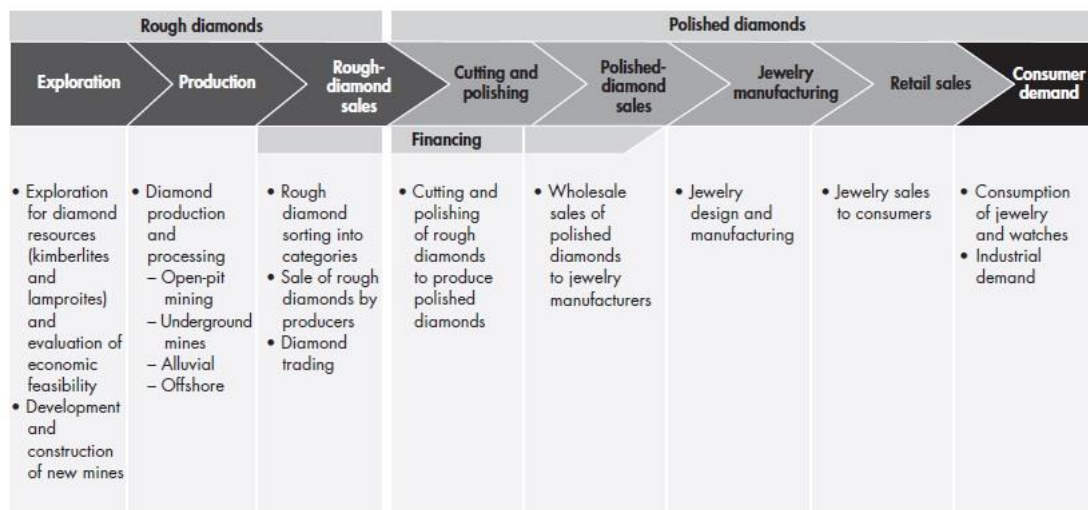 Rough diamonds
Polished diamonds
Exploration
Production
Rough-
diamond
sales
Cutting and
polishing
Polished-
diamond
sales
Jewelry
manufacturing
Retail sales
Consumer
demand
Financing
• Exploration
for diamond
resources
(kimberlites
and
lamproites)
and
evaluation of
economic
feasibility
• Development
and
construction
of new mines
• Diamond
production
and
processing
– Open-pit
mining
– Underground
mines
– Alluvial
– Offshore
• Rough
diamond
sorting into
categories
• Sale of rough
diamonds by
producers
• Diamond
trading
• Cutting and
polishing
of rough
diamonds
to produce
polished
diamonds
• Wholesale
sales of
polished
diamonds
to jewelry
manufacturers
• Jewelry
design and
manufacturing
• Jewelry sales
to consumers
• Consumption
of jewelry
and watches
• Industrial
demand